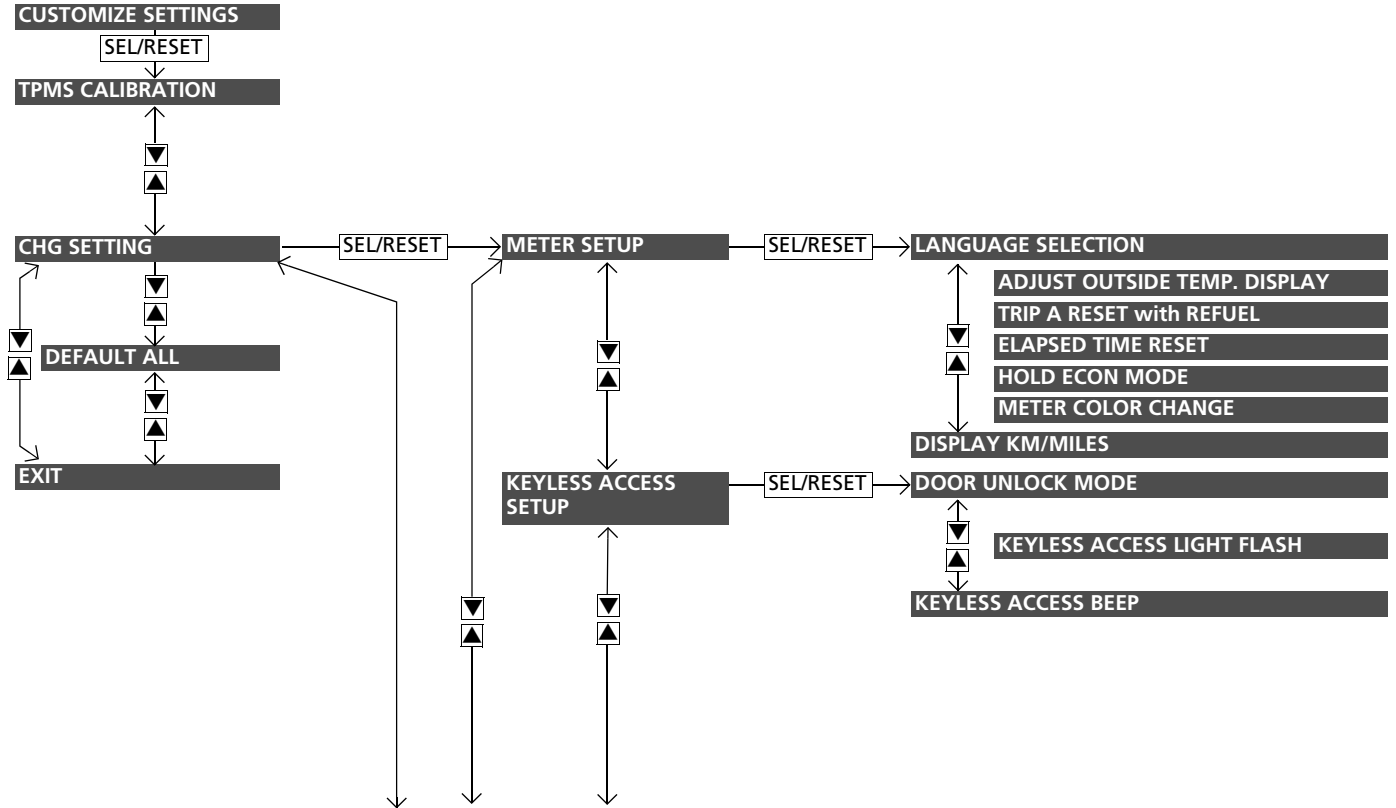 CUSTOMIZE SETTINGS
SEL/RESET
TPMS CALIBRATION
CHG SETTING
SEL/RESET
METER SETUP
SEL/RESET
LANGUAGE SELECTION
ADJUST OUTSIDE TEMP. DISPLAY
TRIP A RESET with REFUEL
ELAPSED TIME RESET
HOLD ECON MODE
METER COLOR CHANGE
DISPLAY KM/MILES
DEFAULT ALL
EXIT
KEYLESS ACCESS
SETUP
SEL/RESET
DOOR UNLOCK MODE
KEYLESS ACCESS LIGHT FLASH
KEYLESS ACCESS BEEP